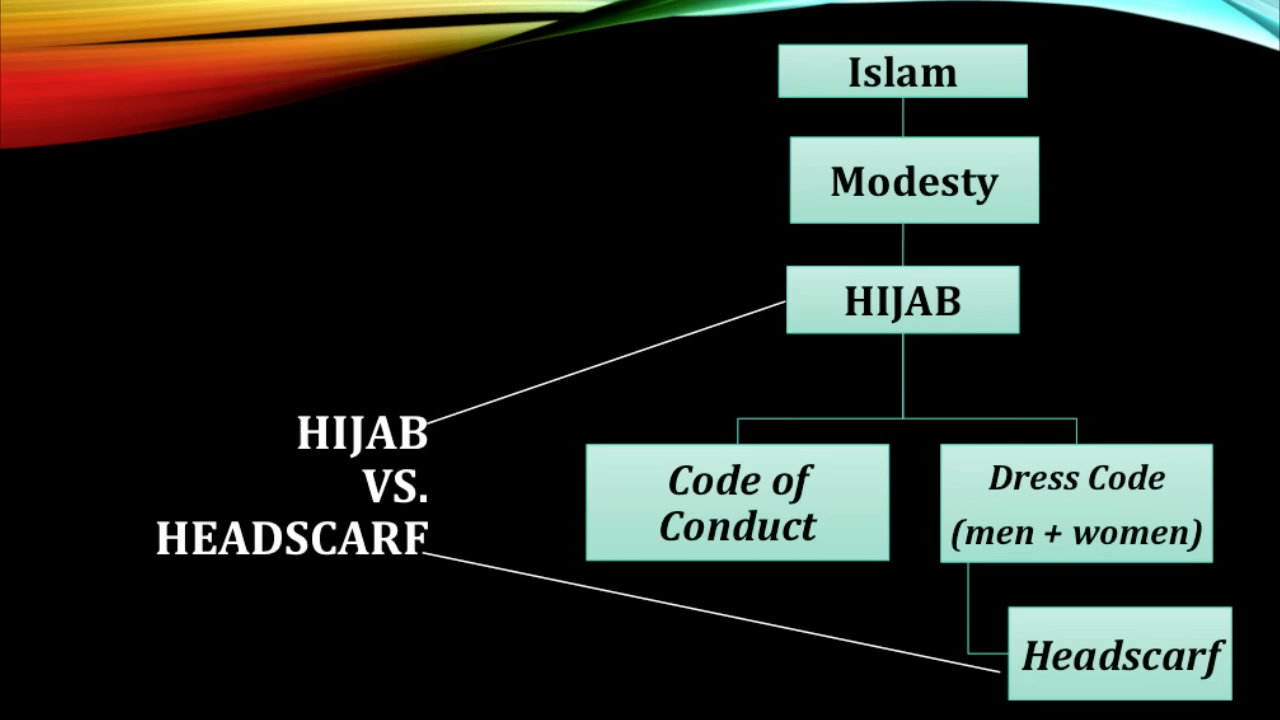 Islam
Modesty
HIJAB
HIJAB
VS.
HEADSCARF
Code of
Conduct
Dress Code
(men + women)
Headscarf